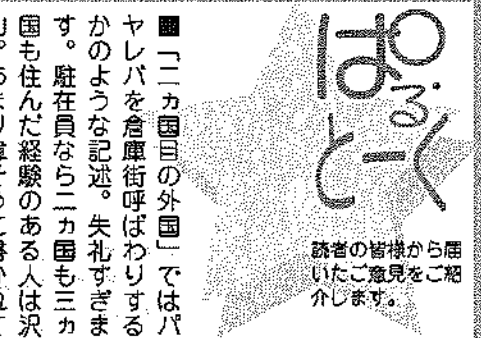 ぱる
とーく
読者の皆様から届
いたご意見をご紹
介します。
■「二ヵ国目の外国」ではパ
ヤレバを倉庫街呼ばわりする
かのような記述。失礼すぎま
す。駐在員なら二ヵ国も三ヵ
国も住んだ経験のある人は沢